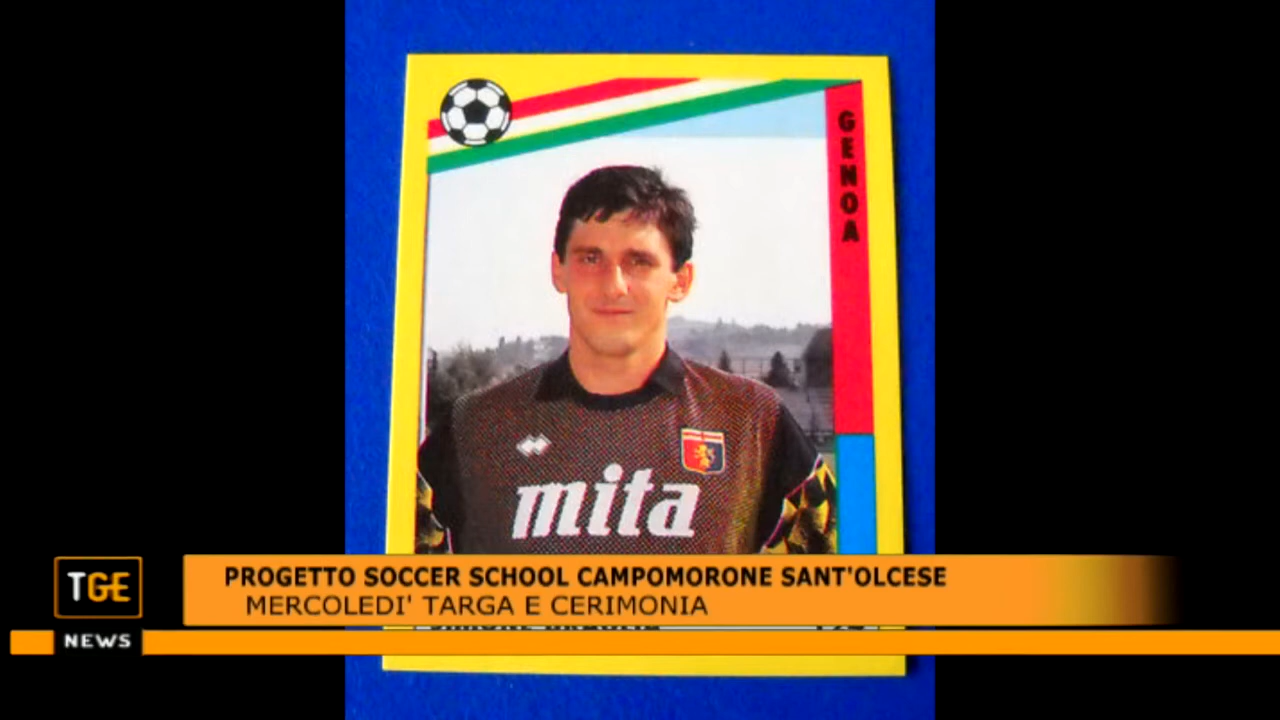 GENOA
mita
PROGETTO SOCCER SCHOOL CAMPOMORONE SANT'OLCESE
MERCOLEDI' TARGA E CERIMONIA
TGE
NEWS